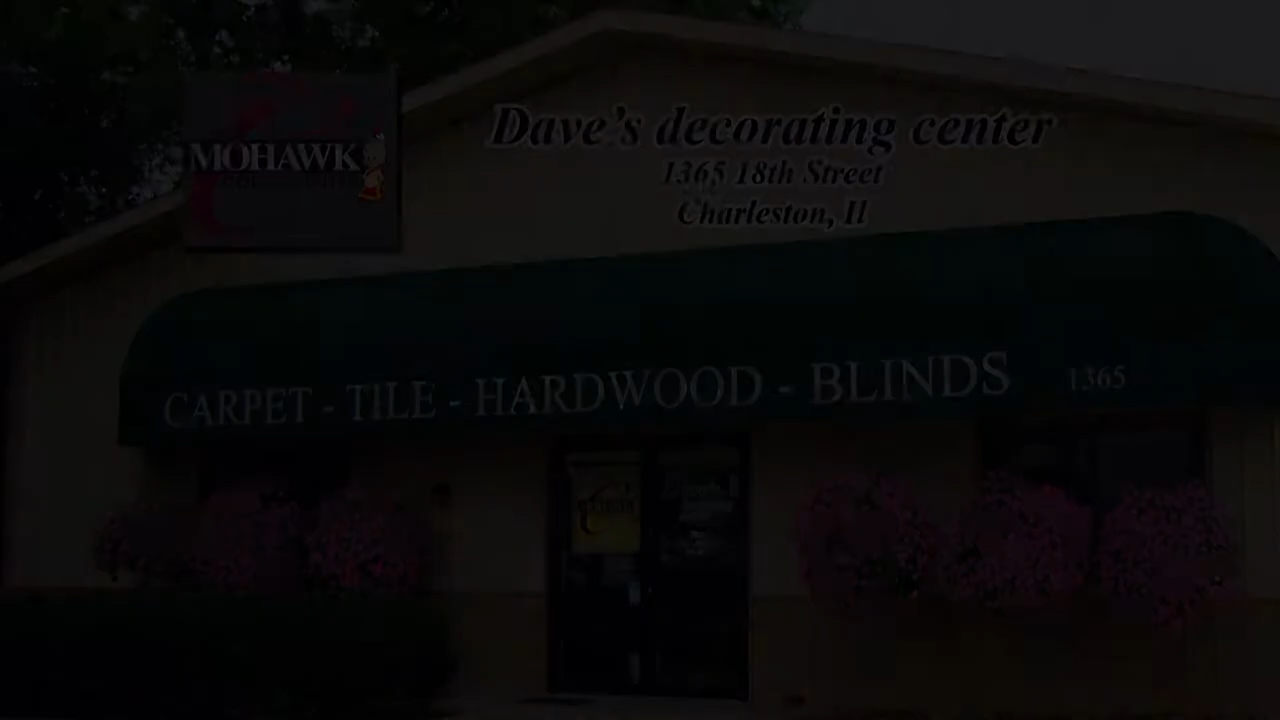 Dave's decorating center
1365 18th Street
Charleston, Il
MOHAWK
CARPET - TILE - HARDWOOD - BLINDS 1365